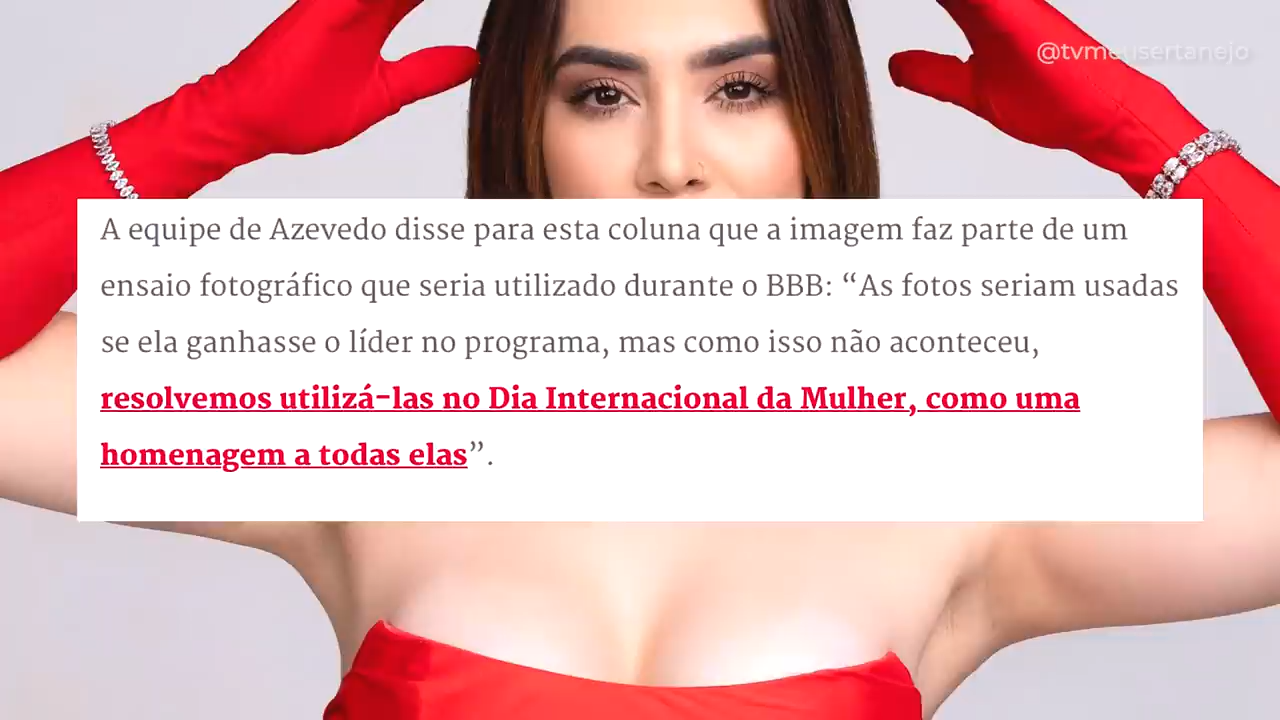 @tvmeusertanejo
A equipe de Azevedo disse para esta coluna que a imagem faz parte de um
ensaio fotográfico que seria utilizado durante o BBB: “As fotos seriam usadas
se ela ganhasse o líder no programa, mas como isso não aconteceu,
resolvemos utilizá-las no Dia Internacional da Mulher, como uma
homenagem a todas elas”.